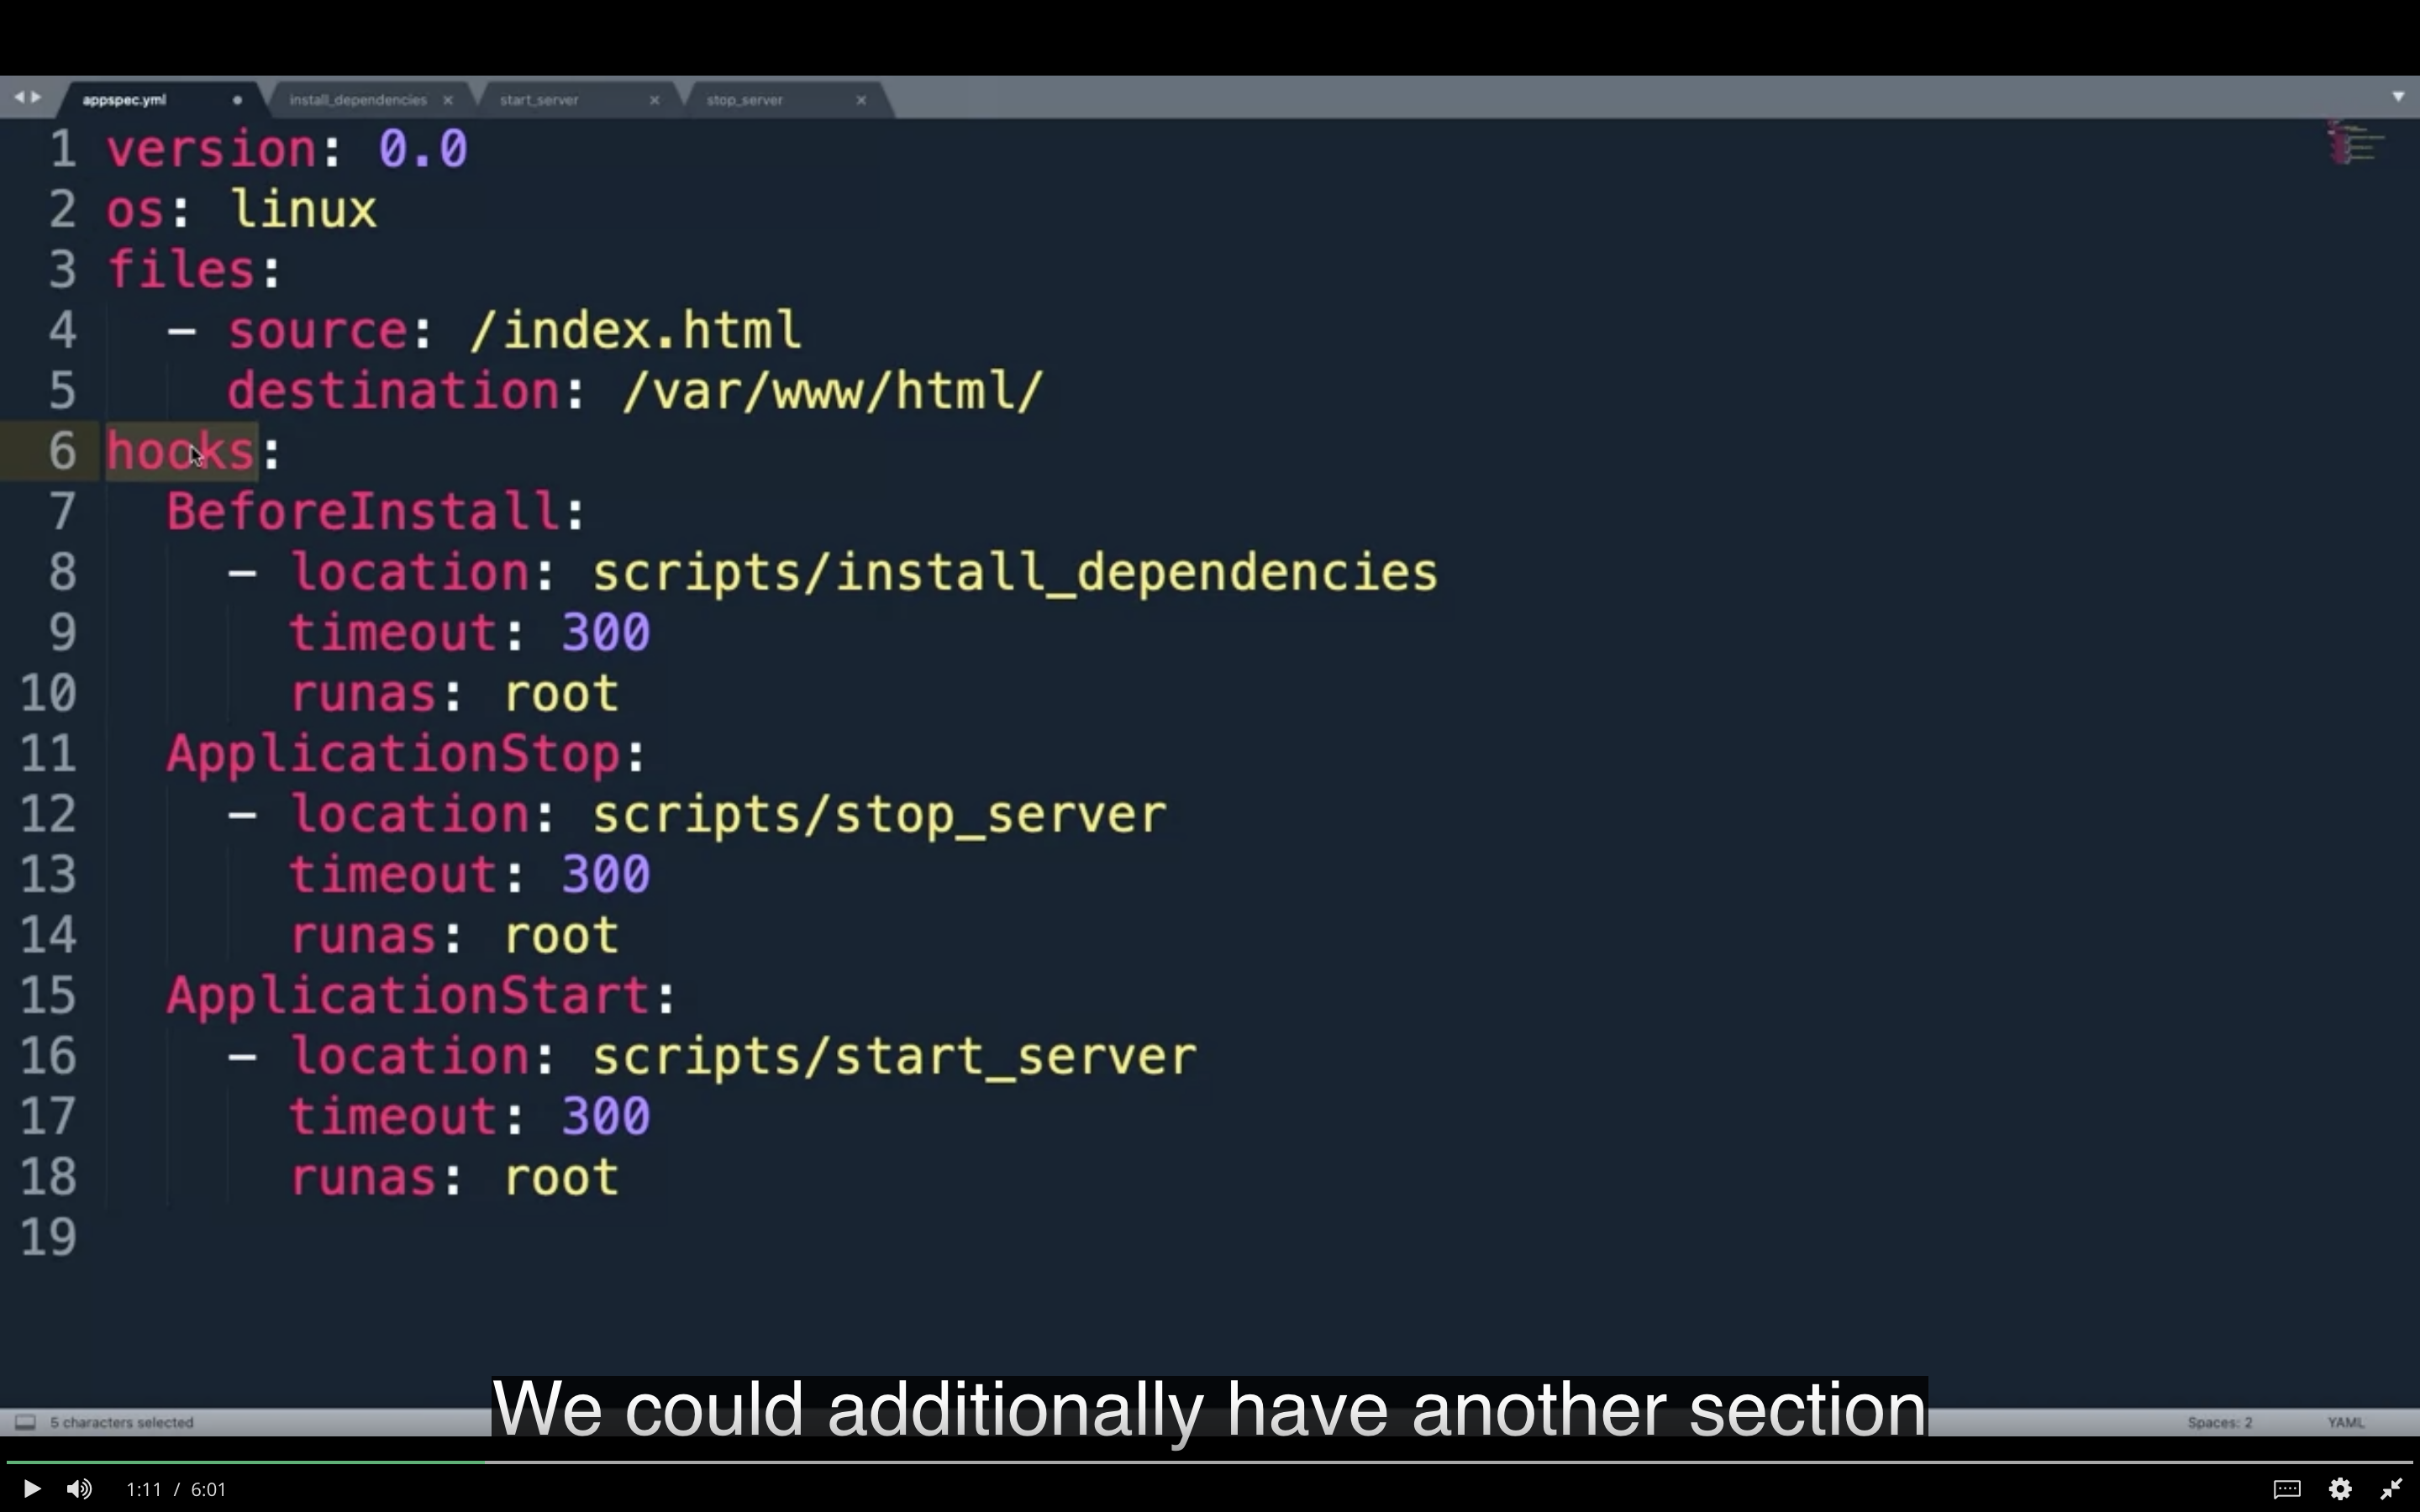 appspec.yml install_dependencies start_server stop_server
1 version: 0.0
2 os: linux
3 files:
4 - source: /index.html
5 destination: /var/www/html/
6 hooks:
7 BeforeInstall:
8 - location: scripts/install_dependencies
9 timeout: 300
10 runas: root
11 ApplicationStop:
12 - location: scripts/stop_server
13 timeout: 300
14 runas: root
15 ApplicationStart:
16 - location: scripts/start_server
17 timeout: 300
18 runas: root
19
We could additionally have another section
5 characters selected Spaces: 2 YAML
1:11 / 6:01